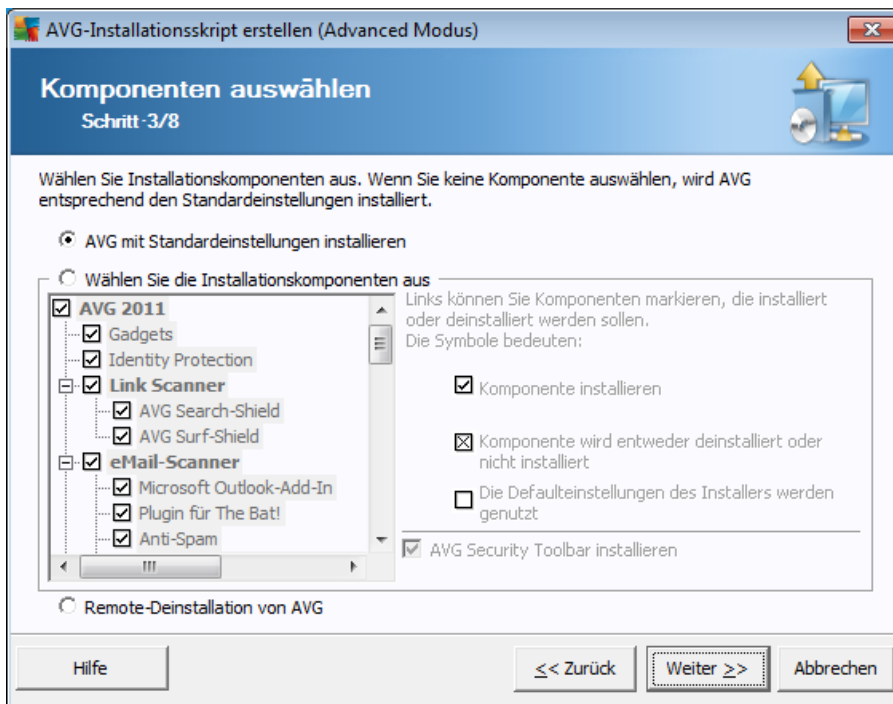 AVG-Installationsskript erstellen (Advanced Modus)
Komponenten auswählen
Schritt-3/8
Wählen Sie Installationskomponenten aus. Wenn Sie keine Komponente auswählen, wird AVG
entsprechend den Standardeinstellungen installiert.
AVG mit Standardeinstellungen installieren
Wählen Sie die Installationskomponenten aus
AVG 2011
Gadgets
Identity Protection
Link Scanner
AVG Search-Shield
AVG Surf-Shield
eMail-Scanner
Microsoft Outlook-Add-In
Plugin für The Bat!
Anti-Spam
Links können Sie Komponenten markieren, die installiert
oder deinstalliert werden sollen.
Die Symbole bedeuten:
Komponente installieren
Komponente wird entweder deinstalliert oder
nicht installiert
Die Defaulteinstellungen des Installers werden
genutzt
AVG Security Toolbar installieren
Remote-Deinstallation von AVG
Hilfe
<< Zurück
Weiter >>
Abbrechen